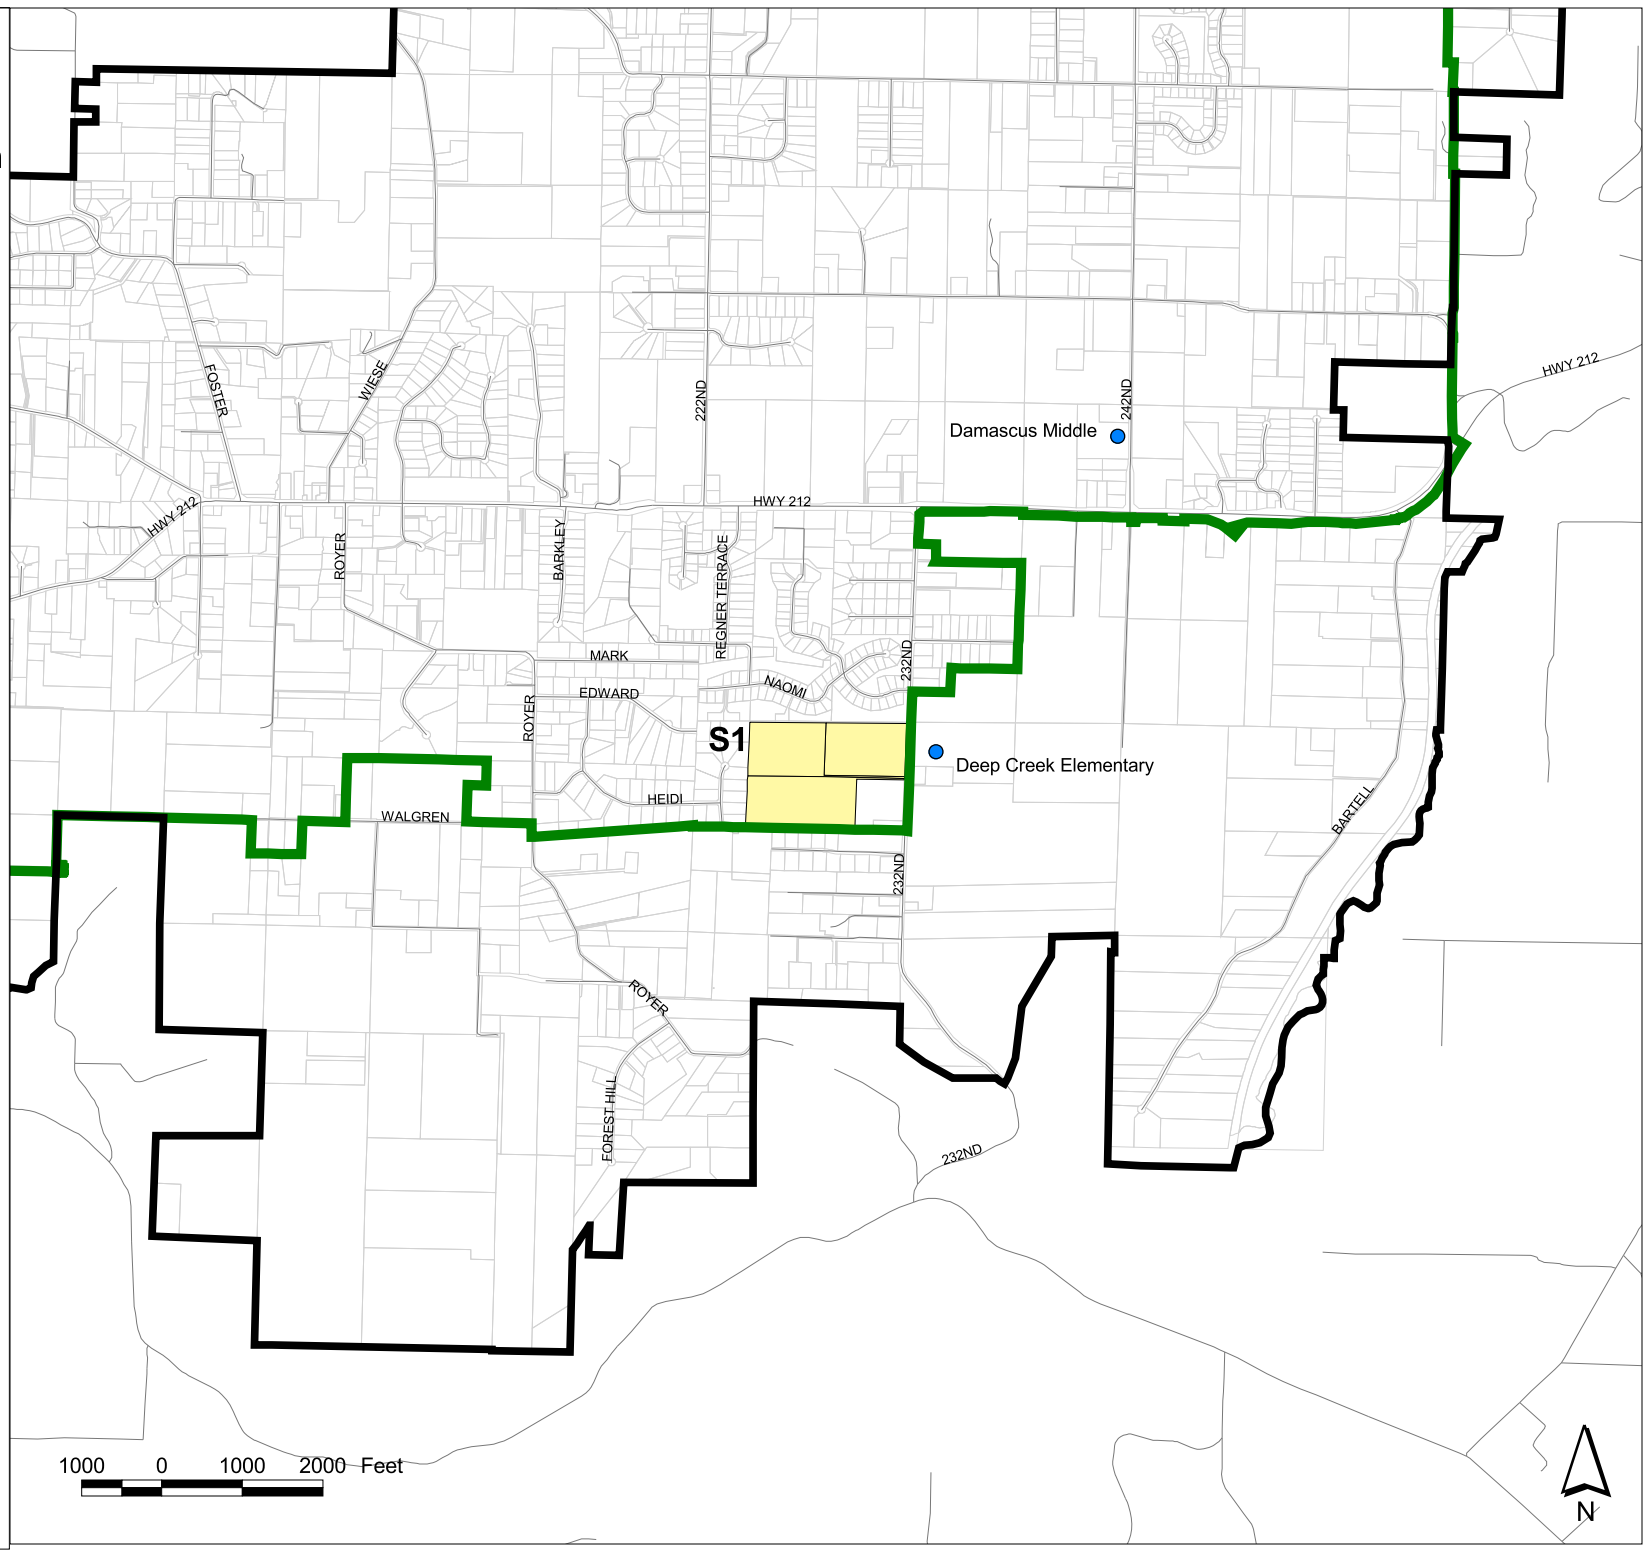 HWY 212
FOSTER
WIESE
222ND
242ND
Damascus Middle
HWY 212
HWY 212
ROYER
BARKLEY
REGNER TERRACE
MARK
232ND
EDWARD
NAOMI
ROYER
S1
Deep Creek Elementary
HEIDI
WALGREN
BARTELL
232ND
ROYER
FOREST HILL
232ND
1000 0 1000 2000 Feet
N